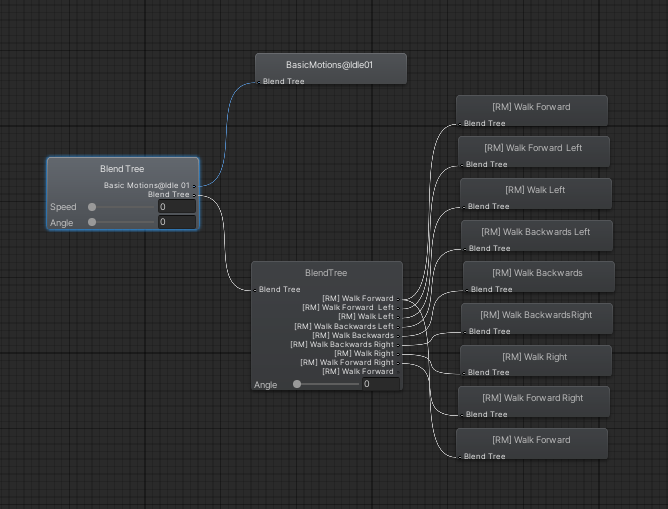 BasicMotions@Idle01
Blend Tree
Blend Tree
Basic Motions@Idle 01
Blend Tree
Speed 0
Angle 0
BlendTree
Blend Tree
[RM] Walk Forward
[RM] Walk Forward Left
[RM] Walk Left
[RM] Walk Backwards Left
[RM] Walk Backwards
[RM] Walk Backwards Right
[RM] Walk Right
[RM] Walk Forward Right
[RM] Walk Forward
Angle 0
[RM] Walk Forward
Blend Tree
[RM] Walk Forward Left
Blend Tree
[RM] Walk Left
Blend Tree
[RM] Walk Backwards Left
Blend Tree
[RM] Walk Backwards
Blend Tree
[RM] Walk BackwardsRight
Blend Tree
[RM] Walk Right
Blend Tree
[RM] Walk Forward Right
Blend Tree
[RM] Walk Forward
Blend Tree